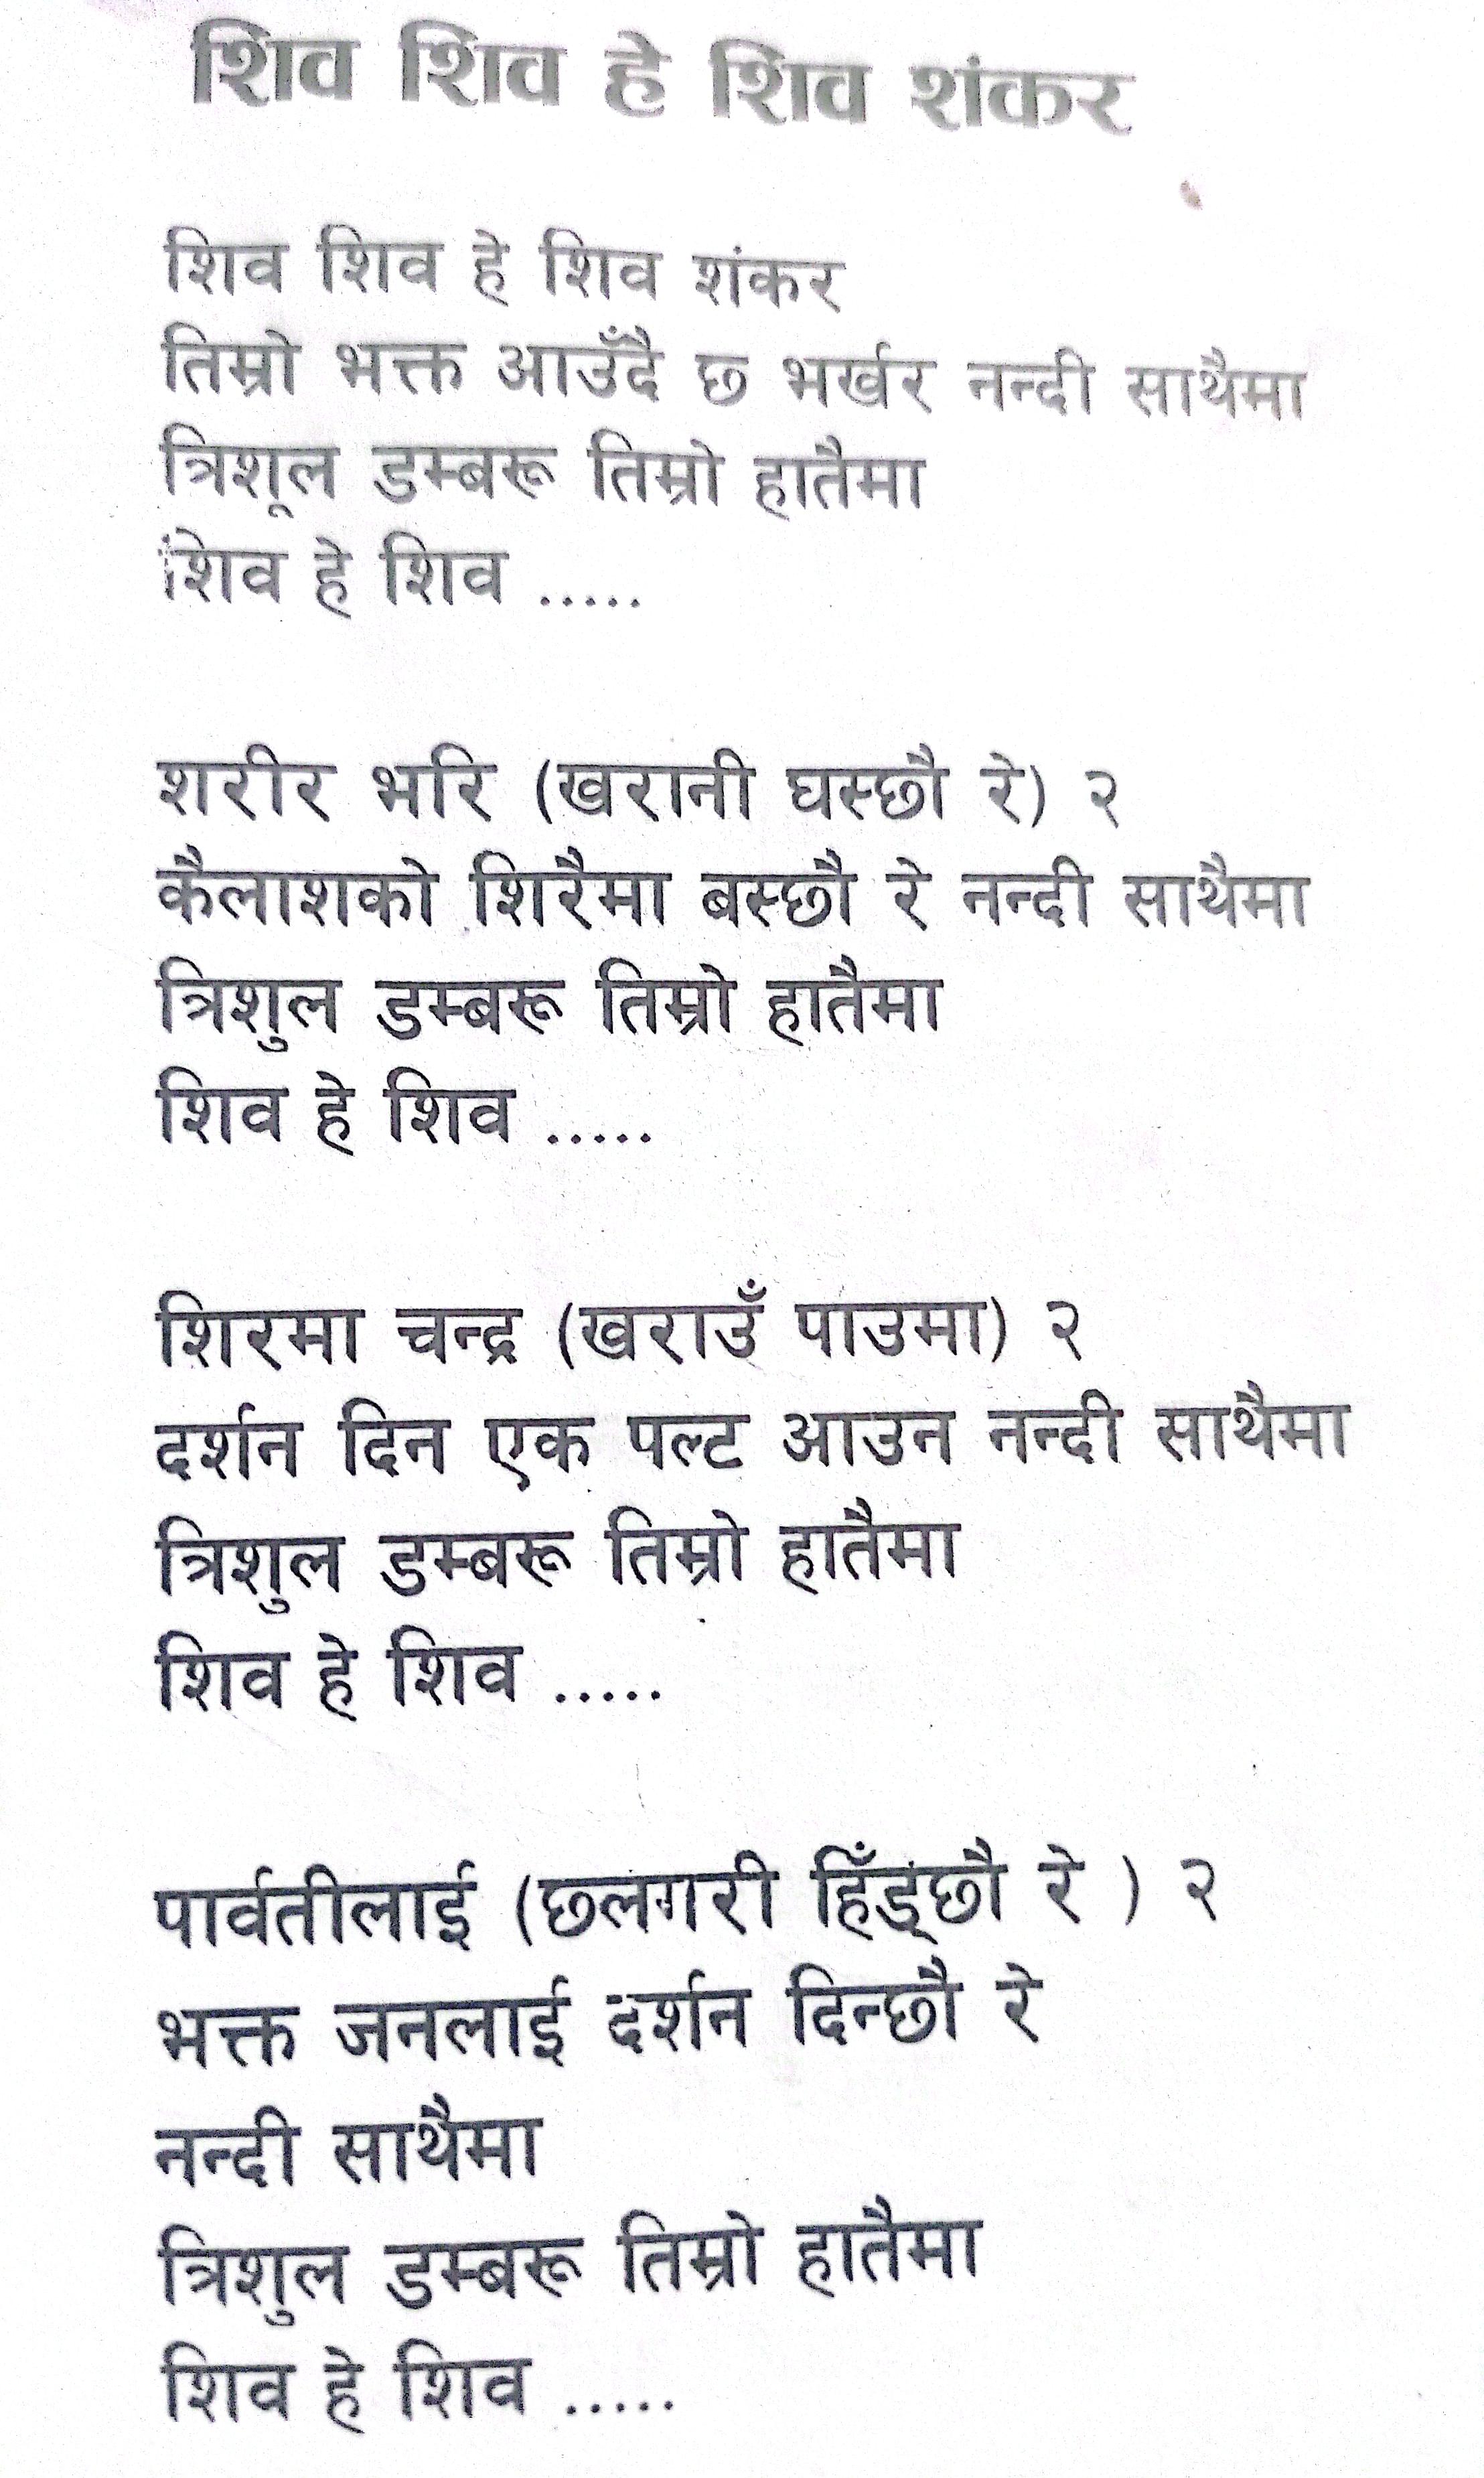 शिव शिव हे शिव शंकर
शिव शिव हे शिव शंकर
तिम्रो भक्त आउँदै छ भर्खर नन्दी साथैमा
त्रिशूल डम्बरू तिम्रो हातैमा
शिव हे शिव .....
शरीर भरि (खरानी घस्छौ रे) २
कैलाशको शिरैमा बस्छौ रे नन्दी साथैमा
त्रिशुल डम्बरू तिम्रो हातैमा
शिव हे शिव .....
शिरमा चन्द्र (खराउँ पाउमा) २
दर्शन दिन एक पल्ट आउन नन्दी साथैमा
त्रिशुल डम्बरू तिम्रो हातैमा
शिव हे शिव .....
पार्वतीलाई (छलगरी हिँड्छौ रे ) २
भक्त जनलाई दर्शन दिन्छौ रे
नन्दी साथैमा
त्रिशुल डम्बरू तिम्रो हातैमा
शिव हे शिव .....